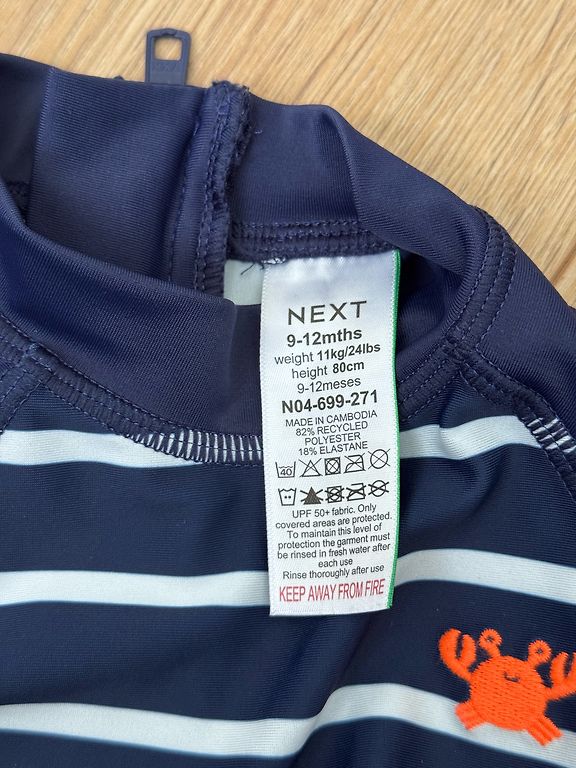 NEXT
9-12mths
weight 11kg/24lbs
height 80cm
9-12meses
N04-699-271
MADE IN CAMBODIA
82% RECYCLED
POLYESTER
18% ELASTANE
40
UPF 50+ fabric. Only
covered areas are protected.
To maintain this level of
protection the garment must
be rinsed in fresh water after
each use
Rinse thoroughly after use
KEEP AWAY FROM FIRE